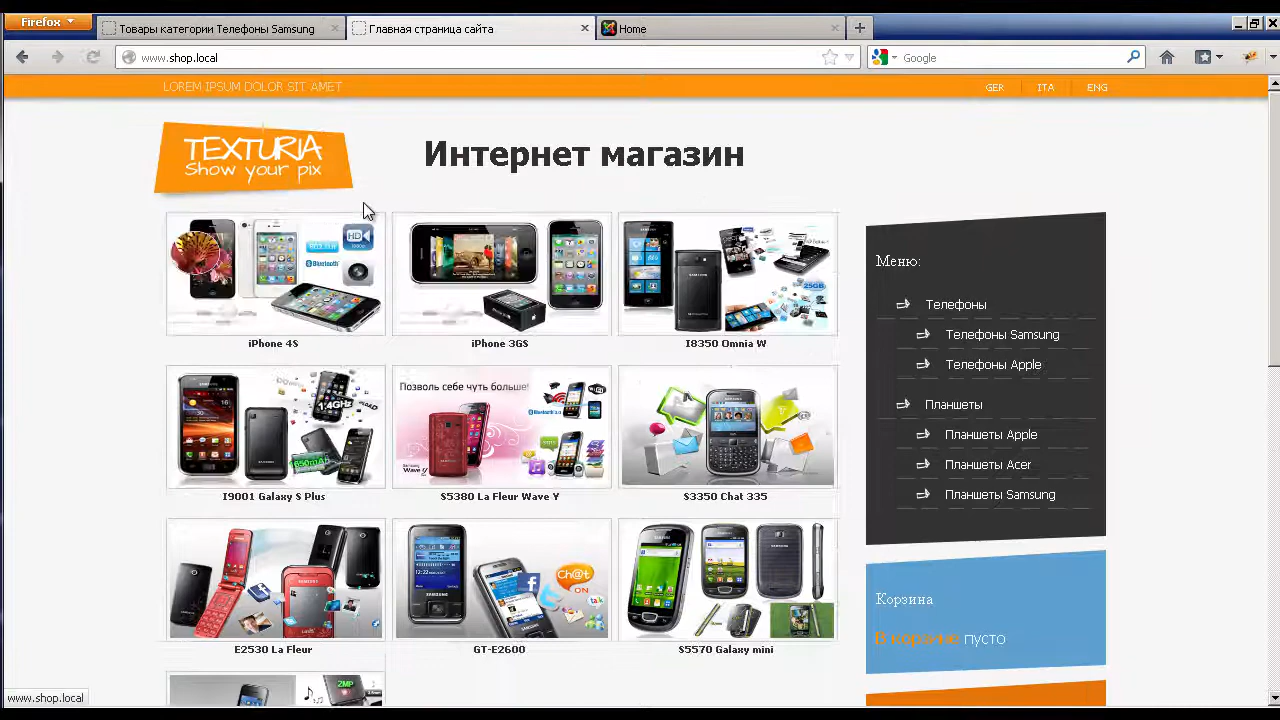 Firefox
Товары категории Телефоны Samsung
Главная страница сайта
Home
www.shop.local
Google
LOREM IPSUM DOLOR SIT AMET
GER
ITA
ENG
TEXTURIA
Show your pix
Интернет магазин
iPhone 4S
iPhone 3GS
I8350 Omnia W
I9001 Galaxy S Plus
Позволь себе чуть больше!
S5380 La Fleur Wave Y
S3350 Chat 335
E2530 La Fleur
GT-E2600
S5570 Galaxy mini
Меню:
Телефоны
Телефоны Samsung
Телефоны Apple
Планшеты
Планшеты Apple
Планшеты Acer
Планшеты Samsung
Корзина
В корзине пусто
www.shop.local